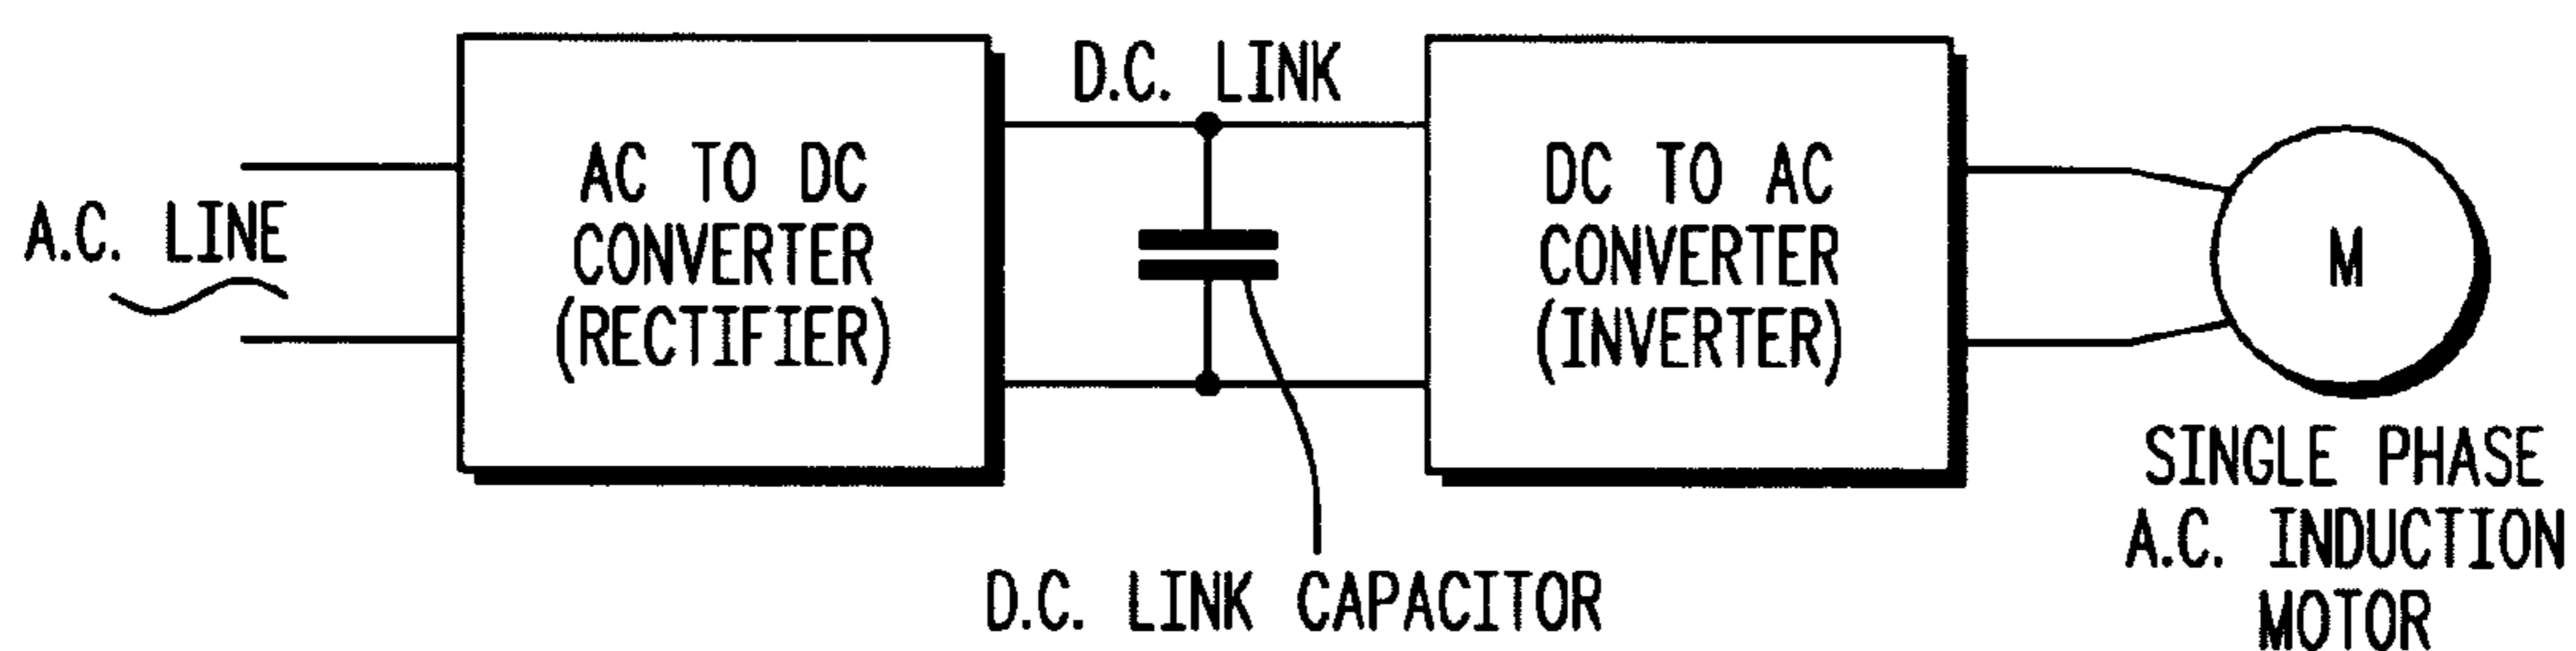 A.C. LINE
AC TO DC
CONVERTER
(RECTIFIER)
D.C. LINK
D.C. LINK CAPACITOR
DC TO AC
CONVERTER
(INVERTER)
M
SINGLE PHASE
A.C. INDUCTION
MOTOR